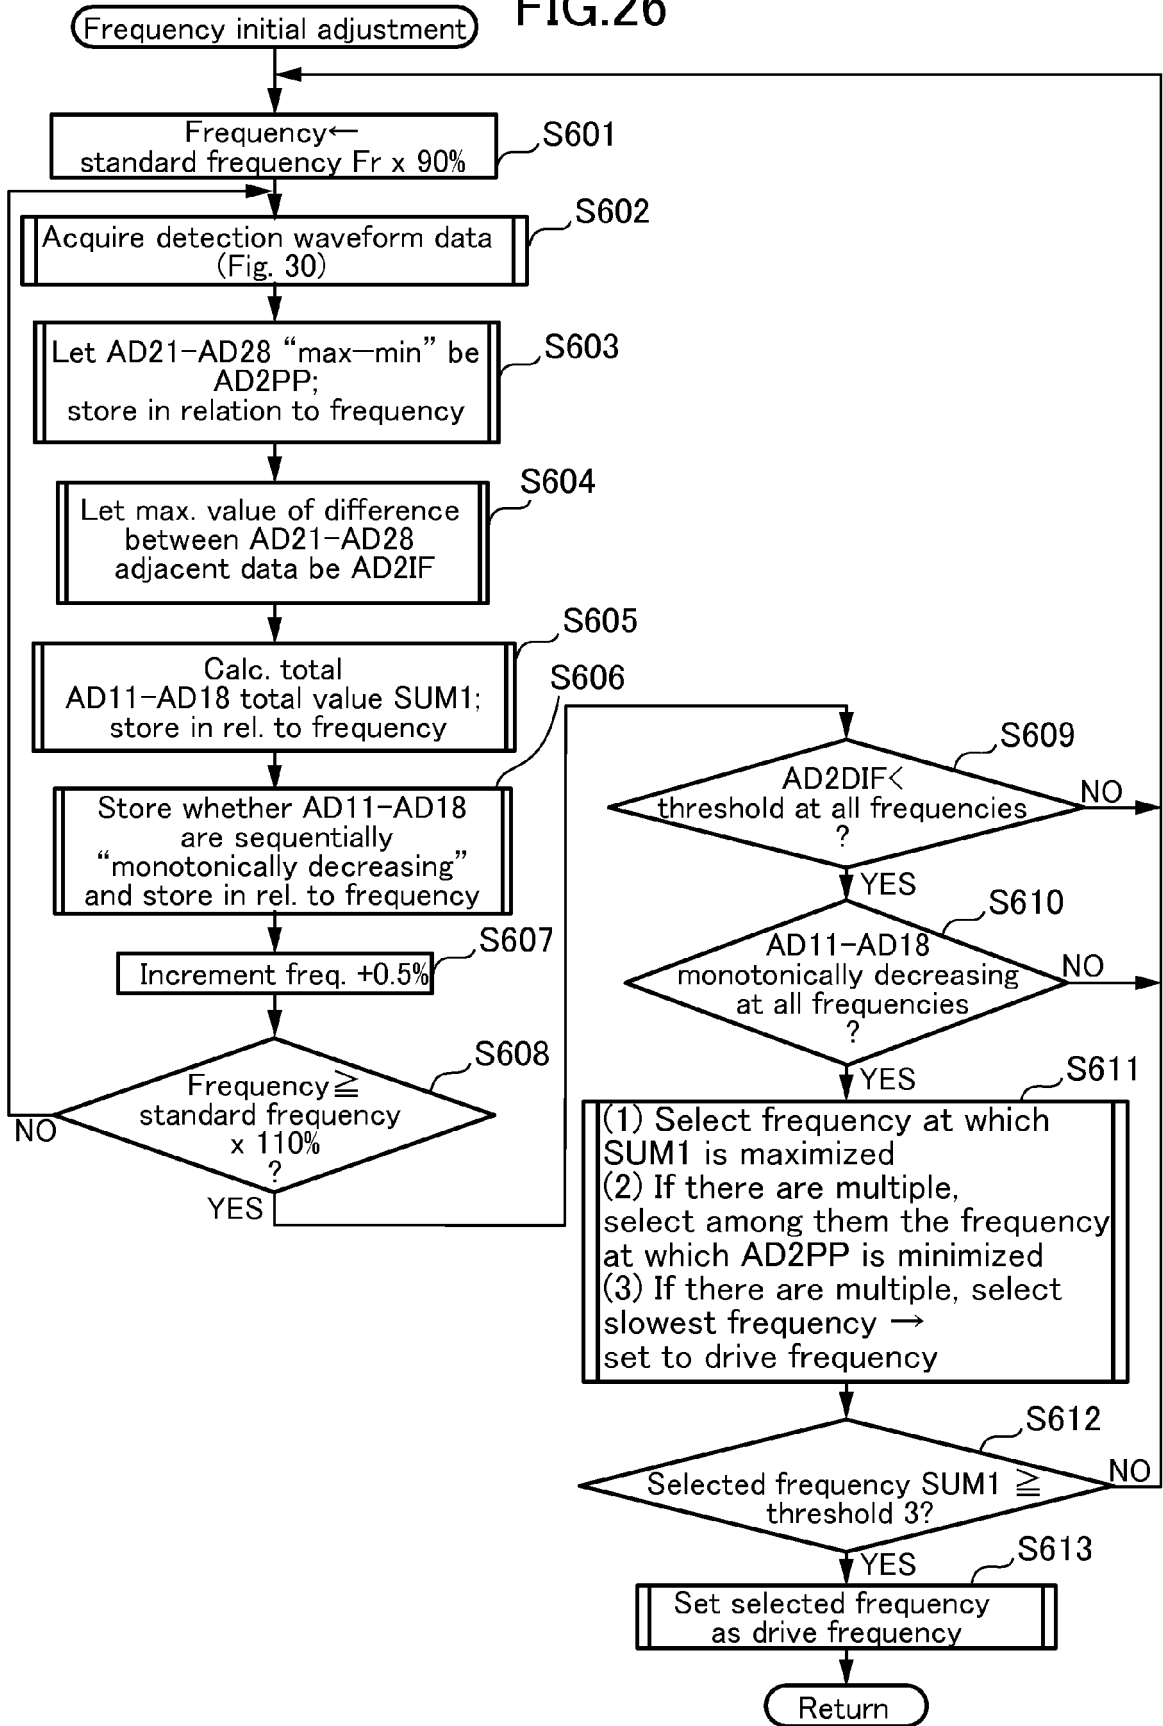 FIG.26
Frequency initial adjustment
Frequency←
standard frequency Fr x 90%
S601
Acquire detection waveform data
(Fig. 30)
S602
Let AD21-AD28 “max-min” be
AD2PP;
store in relation to frequency
S603
Let max. value of difference
between AD21-AD28
adjacent data be AD2IF
S604
Calc. total
AD11-AD18 total value SUM1;
store in rel. to frequency
S605
Store whether AD11-AD18
are sequentially
“monotonically decreasing”
and store in rel. to frequency
S606
Increment freq. +0.5%
S607
Frequency≧
standard frequency
x 110%
?
S608
NO
YES
AD2DIF<
threshold at all frequencies
?
S609
NO
YES
AD11-AD18
monotonically decreasing
at all frequencies
?
S610
NO
YES
S611
(1) Select frequency at which
SUM1 is maximized
(2) If there are multiple,
select among them the frequency
at which AD2PP is minimized
(3) If there are multiple, select
slowest frequency →
set to drive frequency
S612
Selected frequency SUM1 ≧
threshold 3?
NO
YES
S613
Set selected frequency
as drive frequency
Return